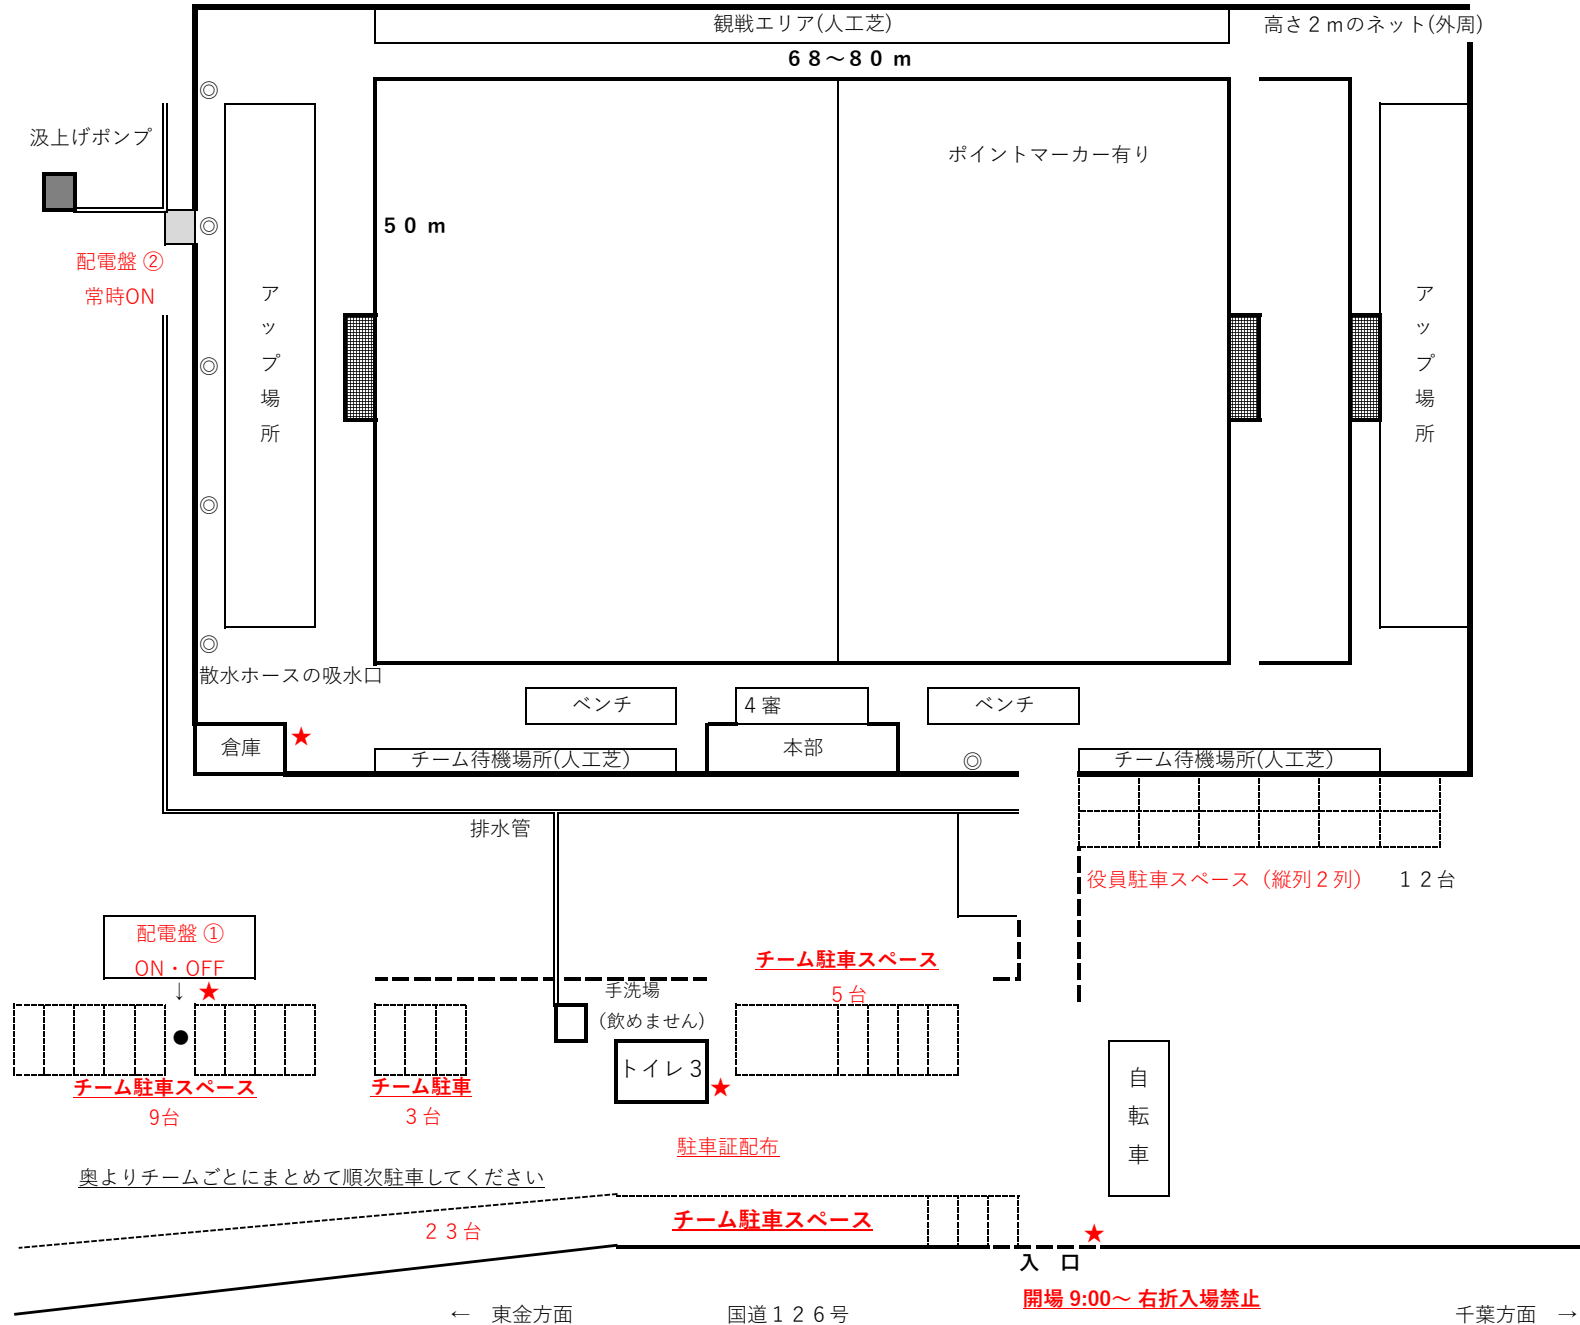 観戦エリア(人工芝)
高さ２ｍのネット(外周)
６８～８０ｍ
◎
汲上げポンプ
ポイントマーカー有り
◎
５０ｍ
配電盤 ②
常時ON
アップ場所
アップ場所
◎
◎
◎
散水ホースの吸水口
ベンチ
４審
ベンチ
倉庫
★
チーム待機場所(人工芝)
本部
◎
チーム待機場所(人工芝)
排水管
役員駐車スペース（縦列２列）　１２台
配電盤 ①
ON・OFF
↓ ★
チーム駐車スペース
５台
手洗場
(飲めません)
●
トイレ３
★
チーム駐車スペース
9台
チーム駐車
３台
自転車
駐車証配布
奥よりチームごとにまとめて順次駐車してください
２３台
チーム駐車スペース
★
入　口
開場 9:00～ 右折入場禁止
←　東金方面
国道１２６号
千葉方面　→